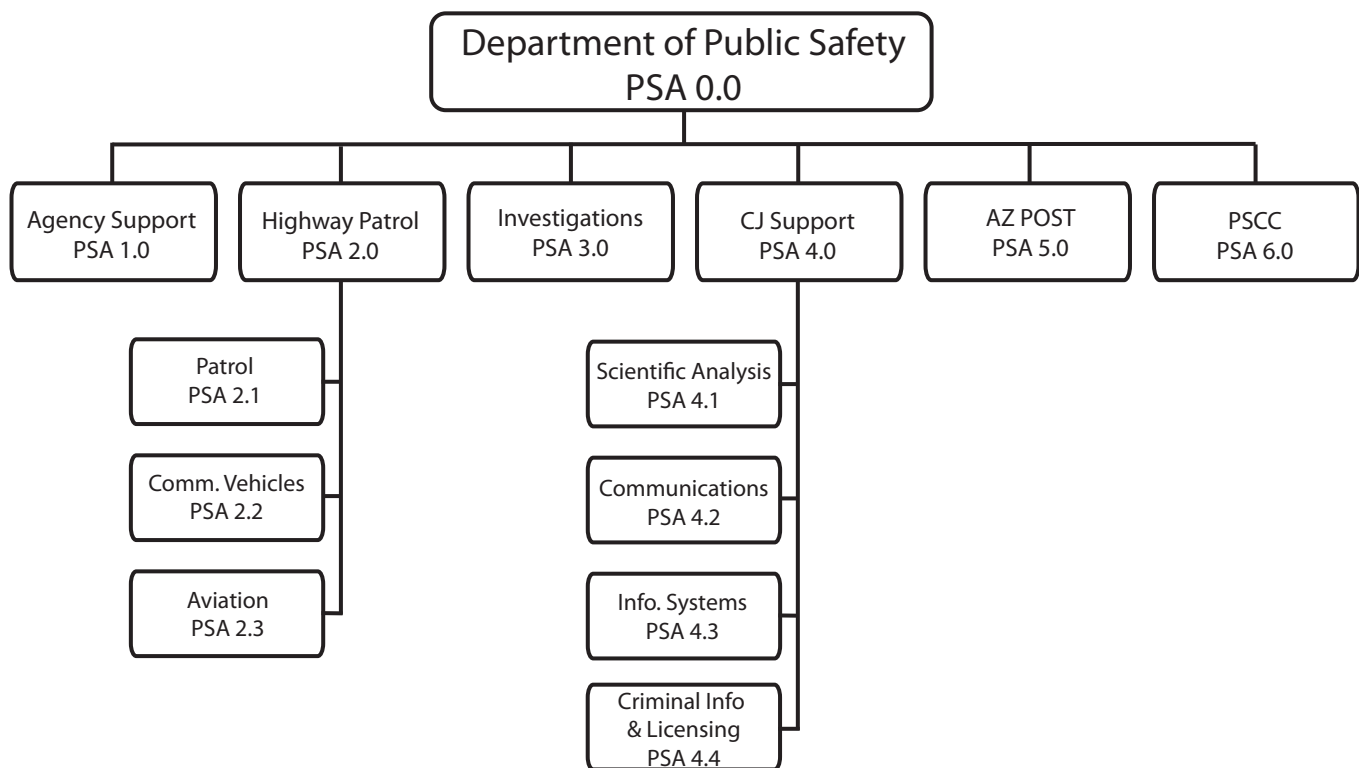 Department of Public Safety
PSA 0.0
Agency Support
PSA 1.0
Highway Patrol
PSA 2.0
Investigations
PSA 3.0
CJ Support
PSA 4.0
AZ POST
PSA 5.0
PSCC
PSA 6.0
Patrol
PSA 2.1
Comm. Vehicles
PSA 2.2
Aviation
PSA 2.3
Scientific Analysis
PSA 4.1
Communications
PSA 4.2
Info. Systems
PSA 4.3
Criminal Info
& Licensing
PSA 4.4